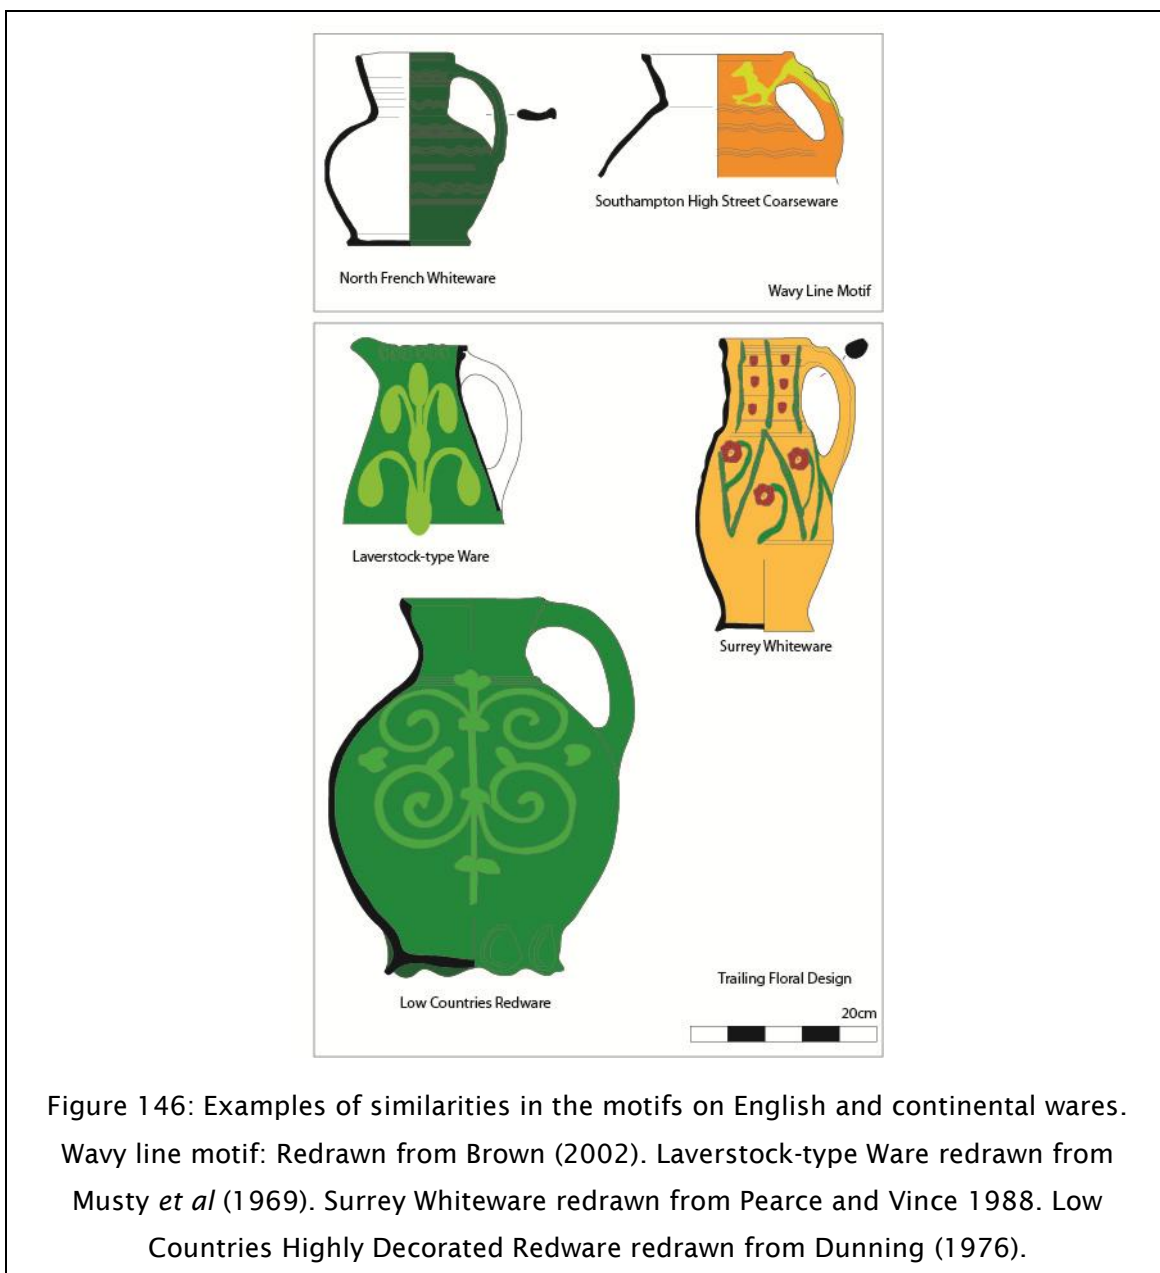 North French Whiteware
Southampton High Street Coarseware
Wavy Line Motif
Laverstock-type Ware
Surrey Whiteware
Low Countries Redware
Trailing Floral Design
20cm
Figure 146: Examples of similarities in the motifs on English and continental wares.
Wavy line motif: Redrawn from Brown (2002). Laverstock-type Ware redrawn from
Musty et al (1969). Surrey Whiteware redrawn from Pearce and Vince 1988. Low
Countries Highly Decorated Redware redrawn from Dunning (1976).